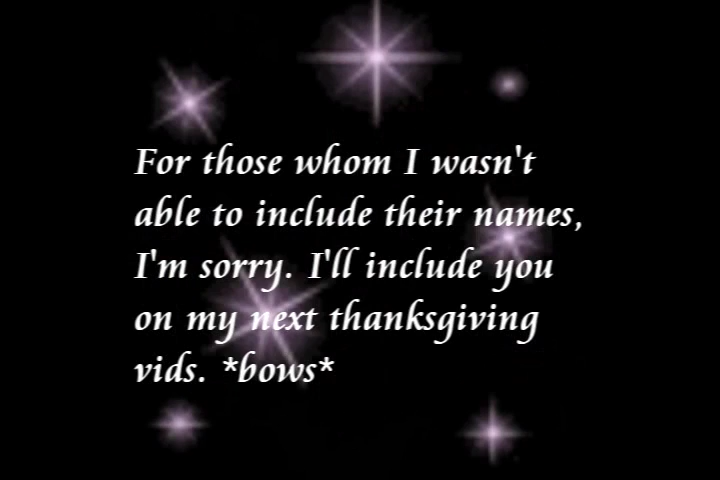 For those whom I wasn't
able to include their names,
I'm sorry. I'll include you
on my next thanksgiving
vids. *bows*